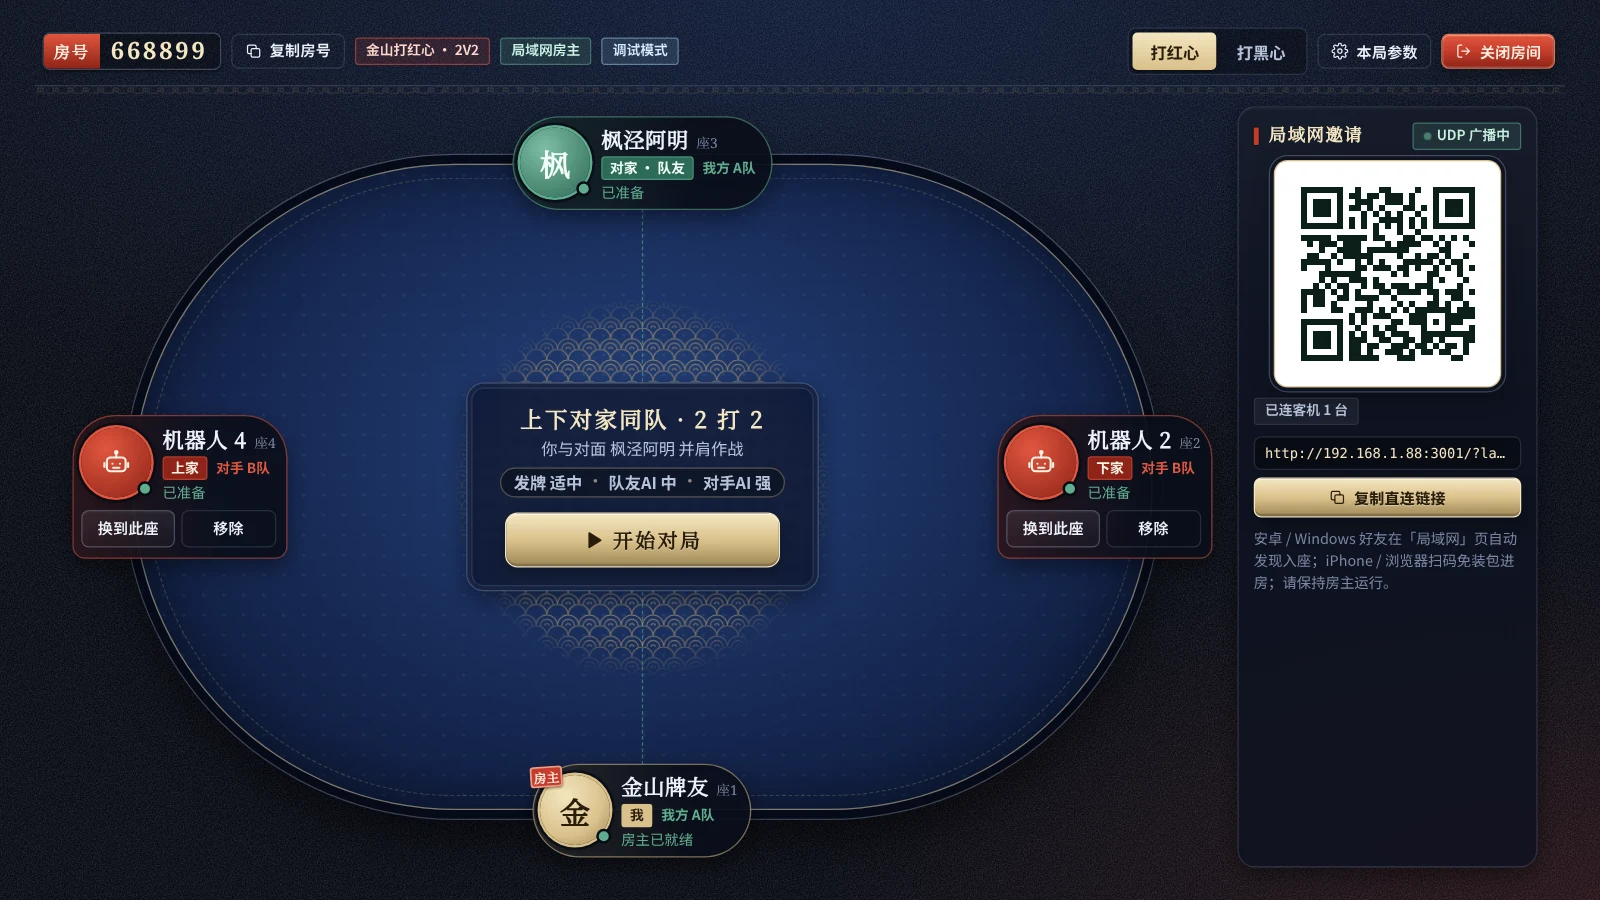 房号 668899 复制房号 金山打红心 · 2V2 局域网房主 调试模式
打红心 打黑心 本局参数 关闭房间
枫 枫泾阿明 座3
对家 · 队友 我方 A队
已准备
机器人 4 座4
上家 对手 B队
已准备
换到此座 移除
上下对家同队 · 2 打 2
你与对面 枫泾阿明 并肩作战
发牌 适中 · 队友AI 中 · 对手AI 强
开始对局
机器人 2 座2
下家 对手 B队
已准备
换到此座 移除
房主
金 金山牌友 座1
我 我方 A队
房主已就绪
局域网邀请 UDP 广播中
已连客机 1 台
http://192.168.1.88:3001/?la…
复制直连链接
安卓 / Windows 好友在「局域网」页自动
发现入座；iPhone / 浏览器扫码免装包进
房；请保持房主运行。